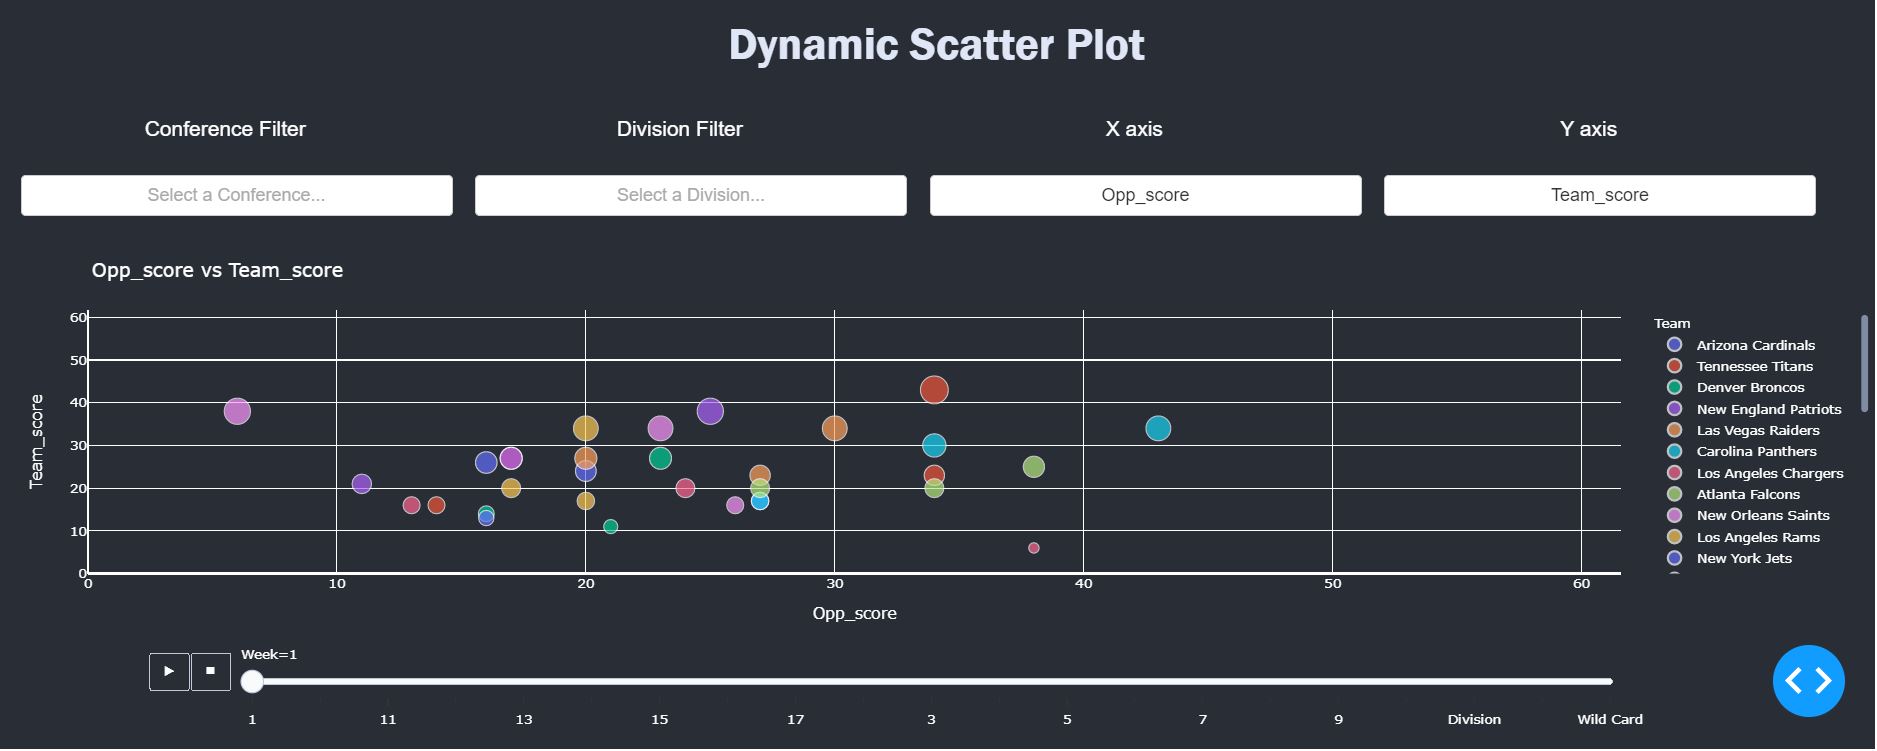 Dynamic Scatter Plot
Conference Filter Division Filter X axis Y axis
Select a Conference... Select a Division... Opp_score Team_score
Opp_score vs Team_score
60
50
40
30
20
10
0
Team_score
0 10 20 30 40 50 60
Opp_score
Team
Arizona Cardinals
Tennessee Titans
Denver Broncos
New England Patriots
Las Vegas Raiders
Carolina Panthers
Los Angeles Chargers
Atlanta Falcons
New Orleans Saints
Los Angeles Rams
New York Jets
Week=1
1 11 13 15 17 3 5 7 9 Division Wild Card